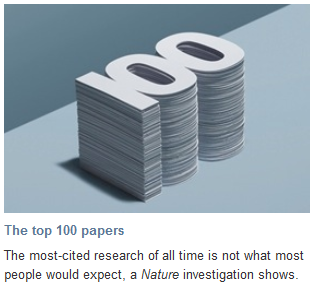 100
The top 100 papers
The most-cited research of all time is not what most
people would expect, a Nature investigation shows.